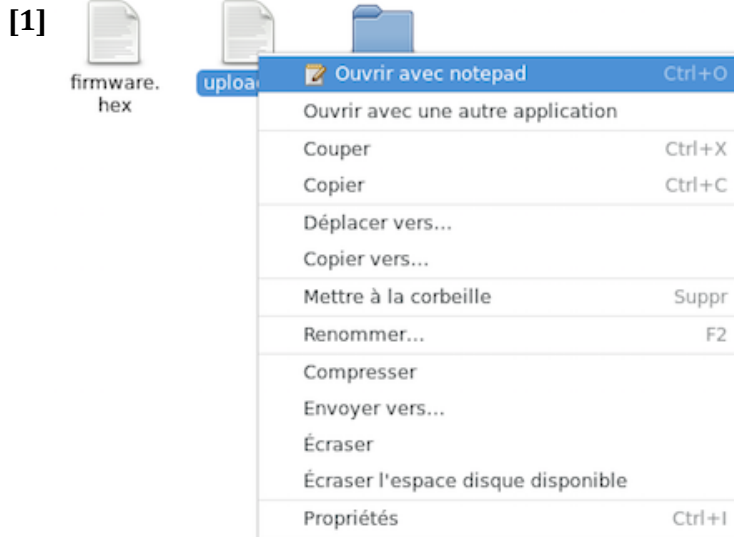 [1]
firmware.
hex
Ouvrir avec notepad Ctrl+O
Ouvrir avec une autre application
Couper Ctrl+X
Copier Ctrl+C
Déplacer vers...
Copier vers...
Mettre à la corbeille Suppr
Renommer... F2
Compresser
Envoyer vers...
Écraser
Écraser l'espace disque disponible
Propriétés Ctrl+I